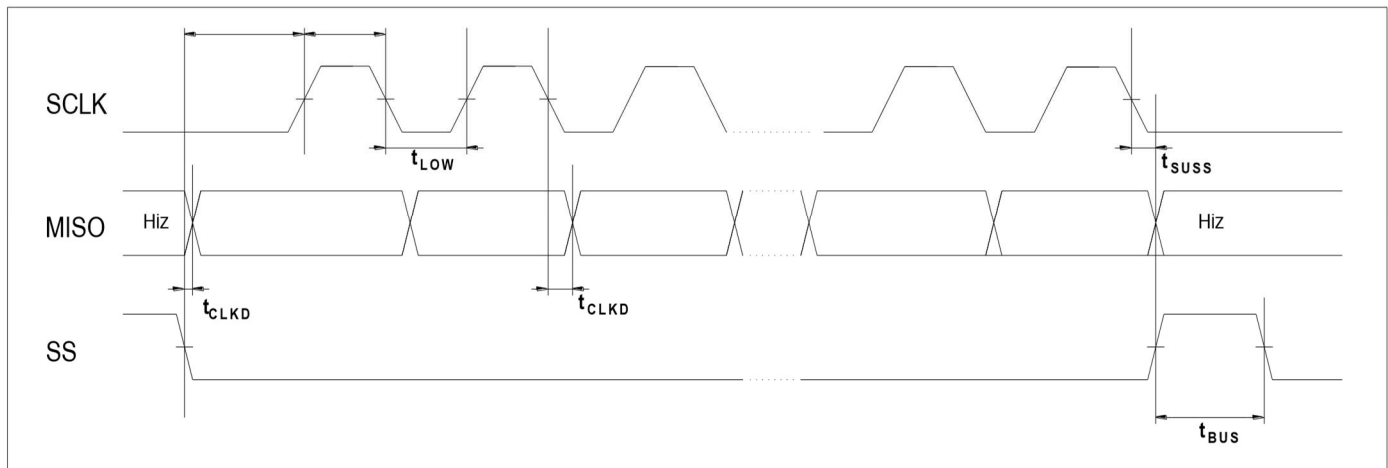 SCLK
tLOW
tSUSS
MISO
Hiz
Hiz
tCLKD
tCLKD
SS
tBUS